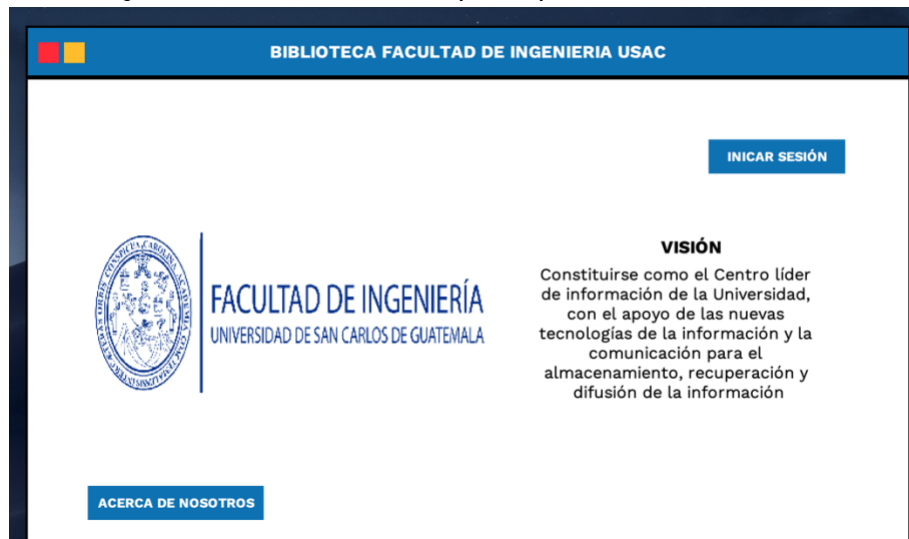 BIBLIOTECA FACULTAD DE INGENIERIA USAC
INICAR SESIÓN
FACULTAD DE INGENIERÍA
UNIVERSIDAD DE SAN CARLOS DE GUATEMALA
VISIÓN
Constituirse como el Centro líder
de información de la Universidad,
con el apoyo de las nuevas
tecnologías de la información y la
comunicación para el
almacenamiento, recuperación y
difusión de la información
ACERCA DE NOSOTROS